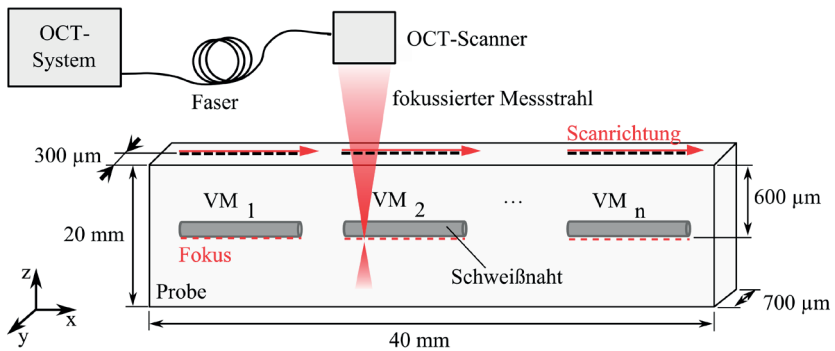 OCT-
System
Faser
OCT-Scanner
fokussierter Messstrahl
Scanrichtung
300 µm
VM 1
VM 2
...
VM n
600 µm
20 mm
Fokus
Schweißnaht
Probe
z
x
y
700 µm
40 mm